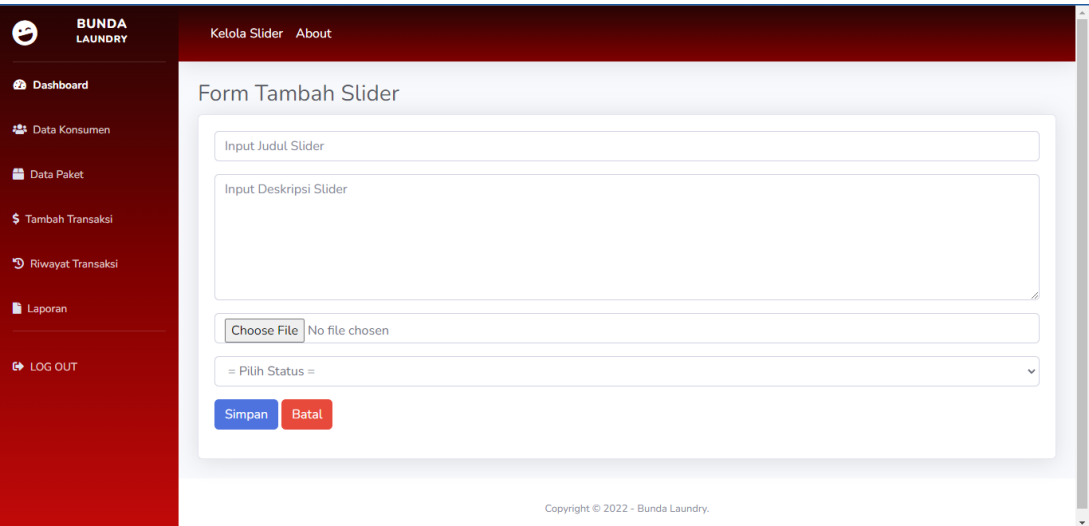 BUNDA
LAUNDRY
Kelola Slider About
Dashboard
Data Konsumen
Data Paket
Tambah Transaksi
Riwayat Transaksi
Laporan
LOG OUT
Form Tambah Slider
Input Judul Slider
Input Deskripsi Slider
Choose File No file chosen
= Pilih Status =
Simpan Batal
Copyright © 2022 - Bunda Laundry.